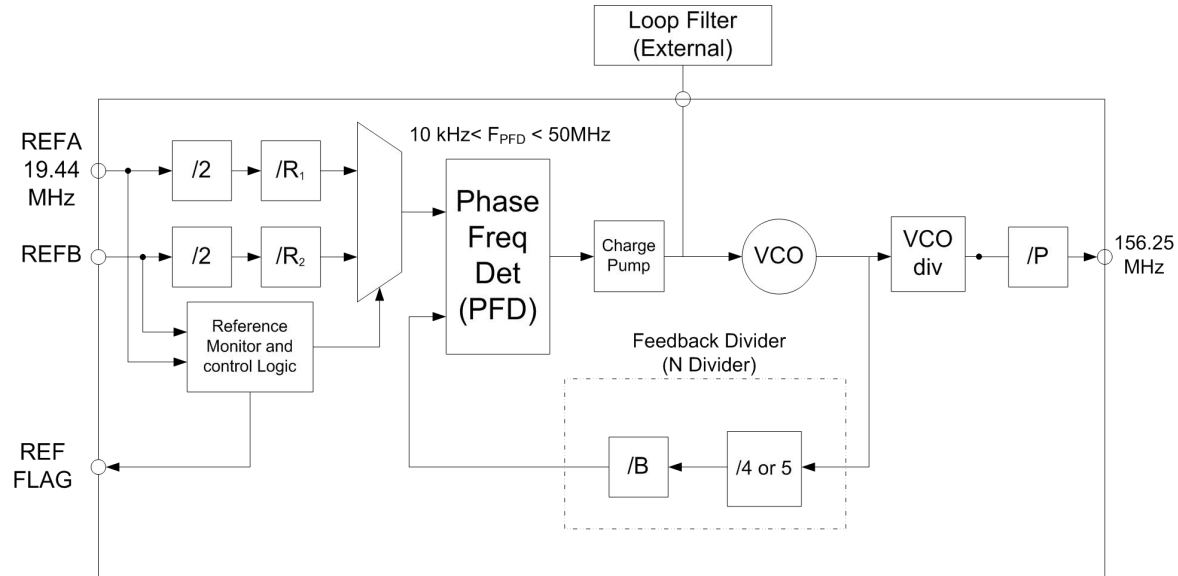 Loop Filter
(External)
REFA
19.44
MHz
/2
/R1
10 kHz< FPFD < 50MHz
Phase
Freq
Det
(PFD)
Charge
Pump
VCO
VCO
div
/P
156.25
MHz
REFB
/2
/R2
Reference
Monitor and
control Logic
Feedback Divider
(N Divider)
/B
/4 or 5
REF
FLAG